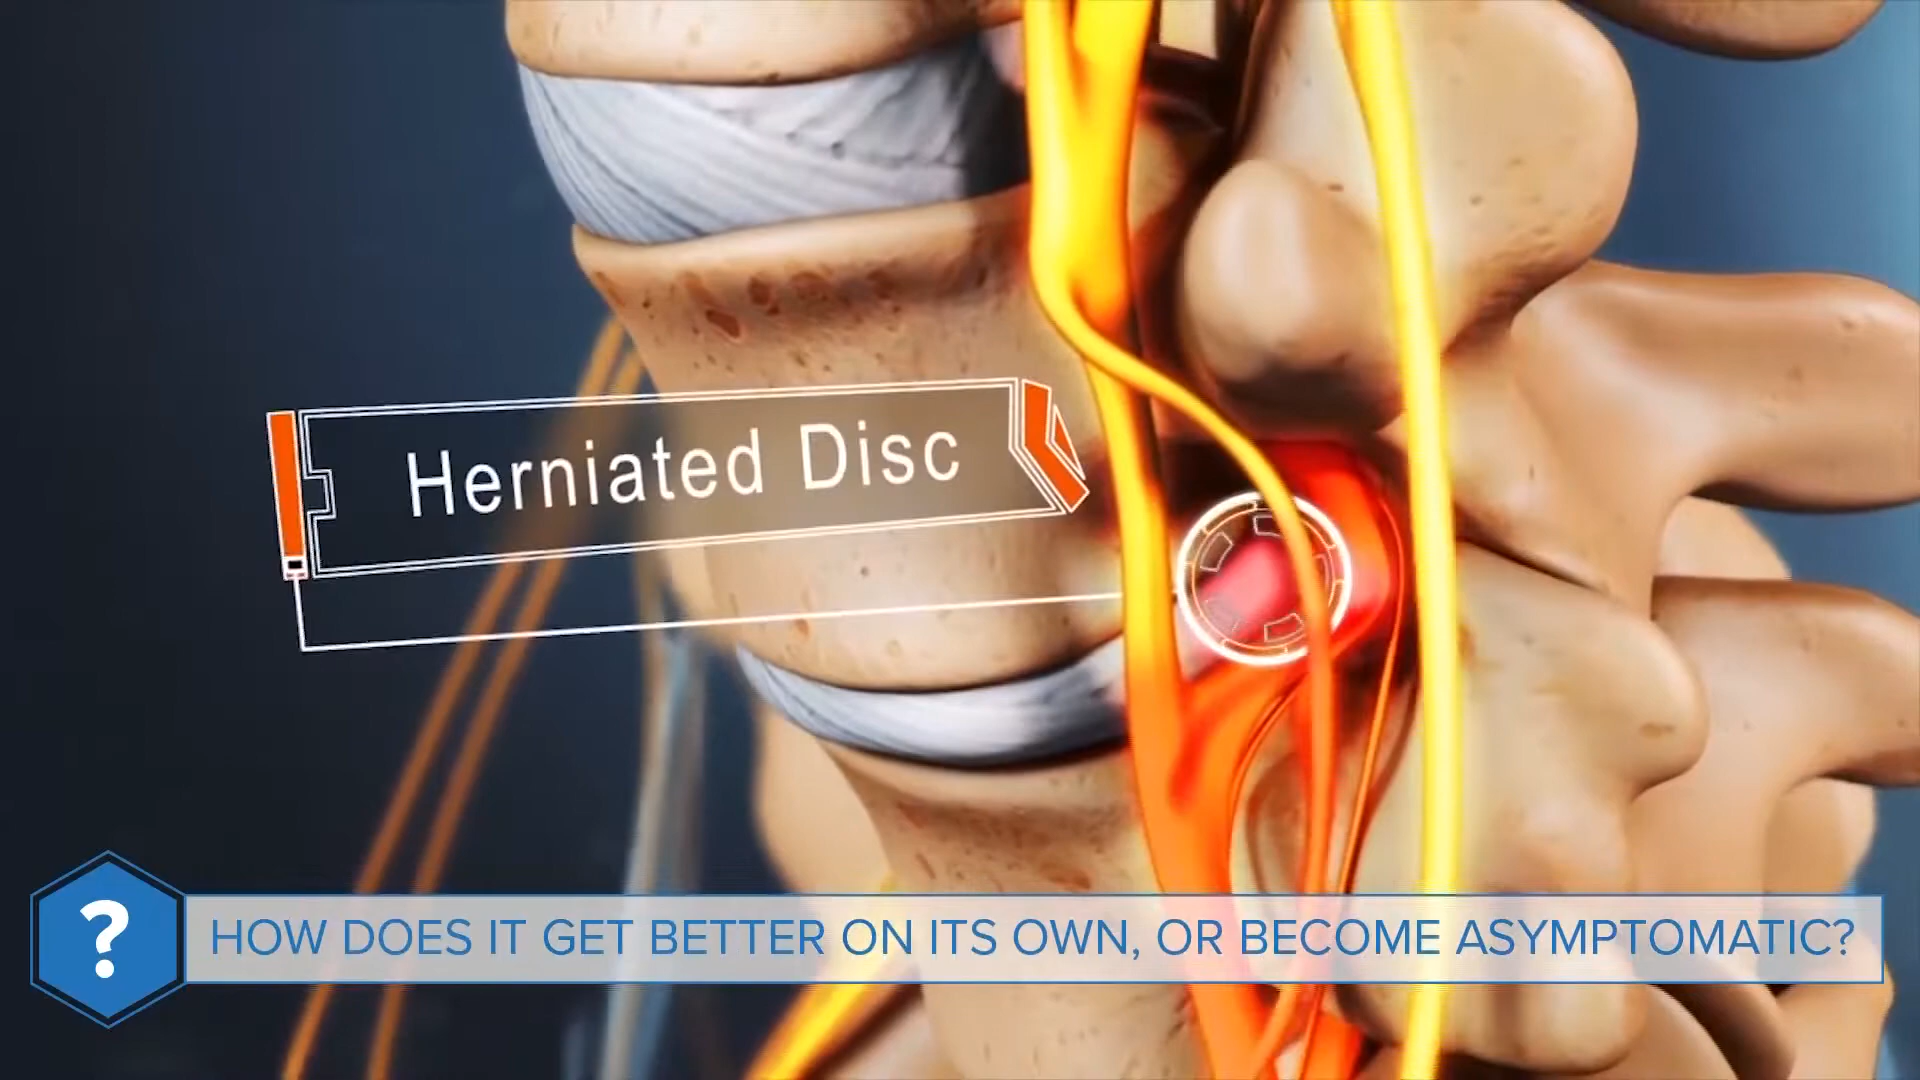 Herniated Disc
?
HOW DOES IT GET BETTER ON ITS OWN, OR BECOME ASYMPTOMATIC?